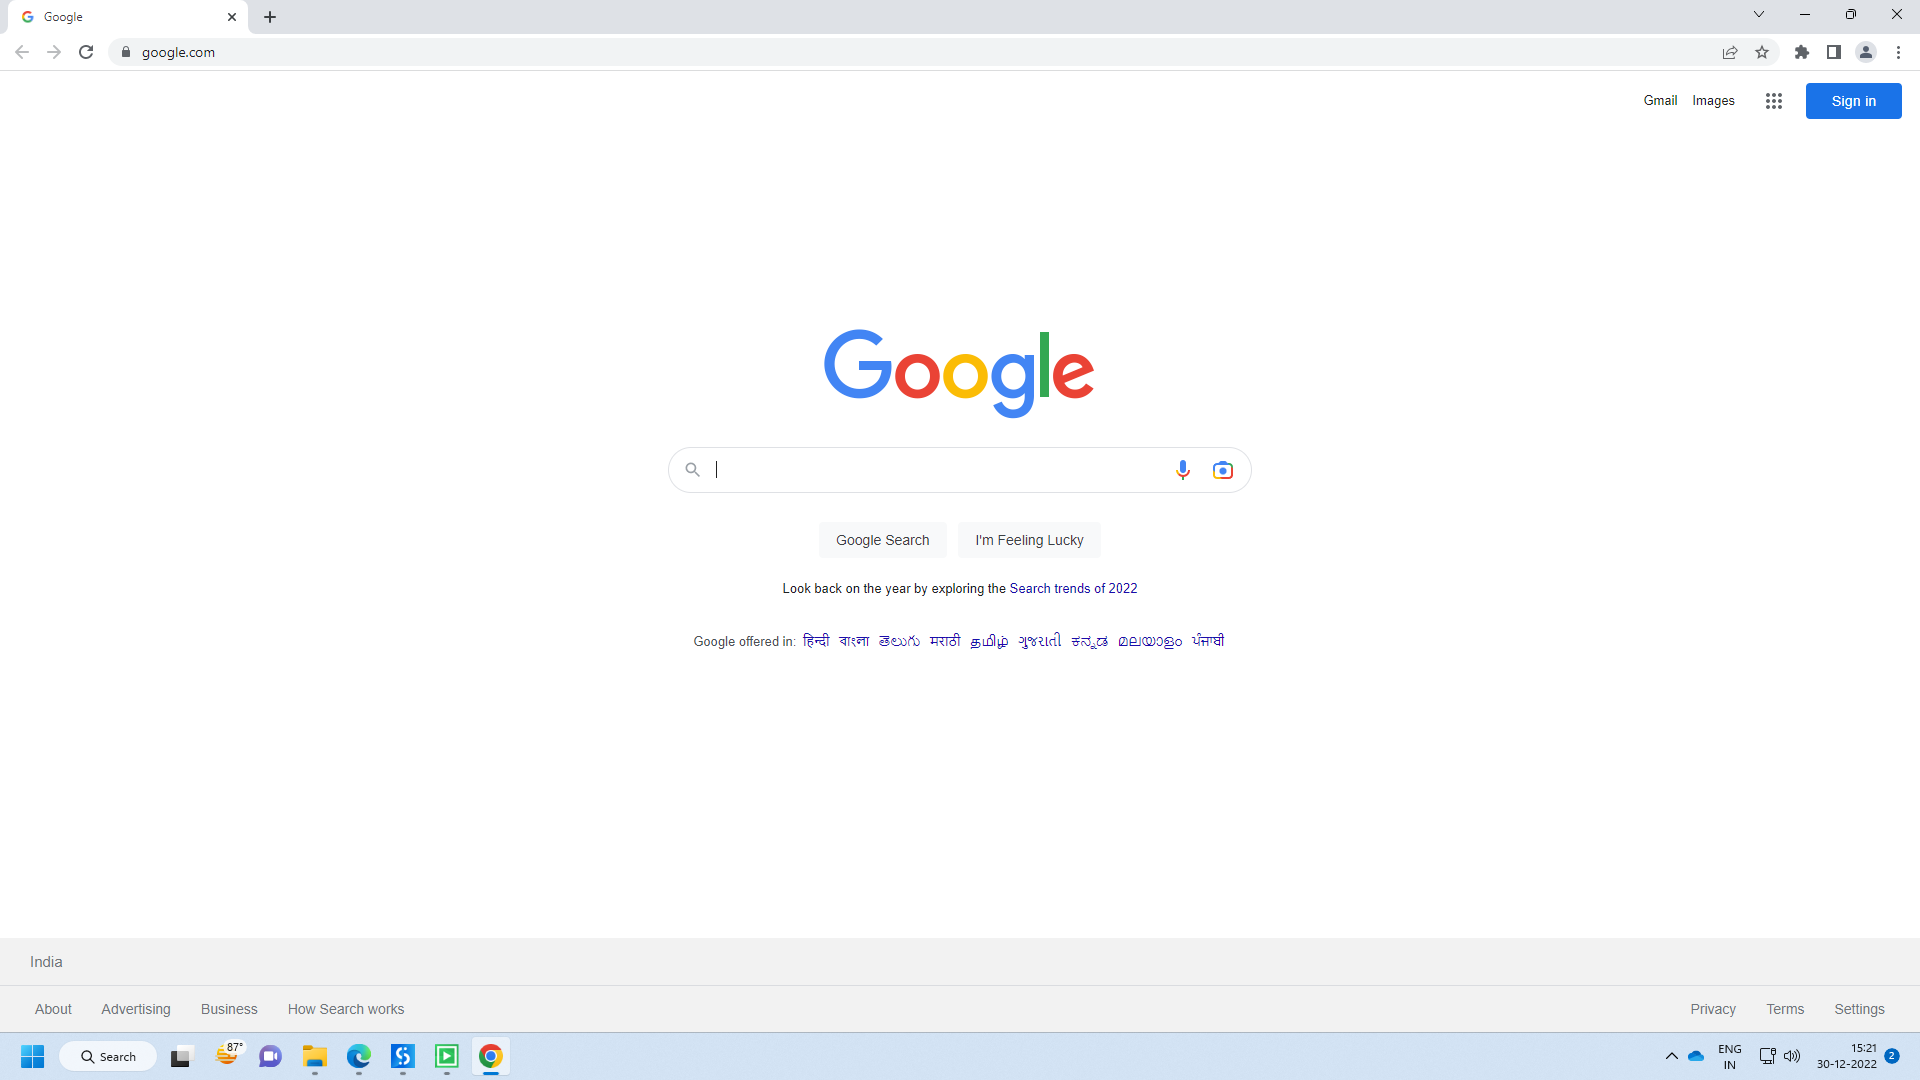 Google
google.com
Gmail Images Sign in
Google
Google Search I'm Feeling Lucky
Look back on the year by exploring the Search trends of 2022
Google offered in: हिन्दी বাংলা తెలుగు मराठी தமிழ் ગુજરાતી ಕನ್ನಡ മലയാളം ਪੰਜਾਬੀ
India
About Advertising Business How Search works Privacy Terms Settings
Search 87° ENG IN 15:21 30-12-2022 2